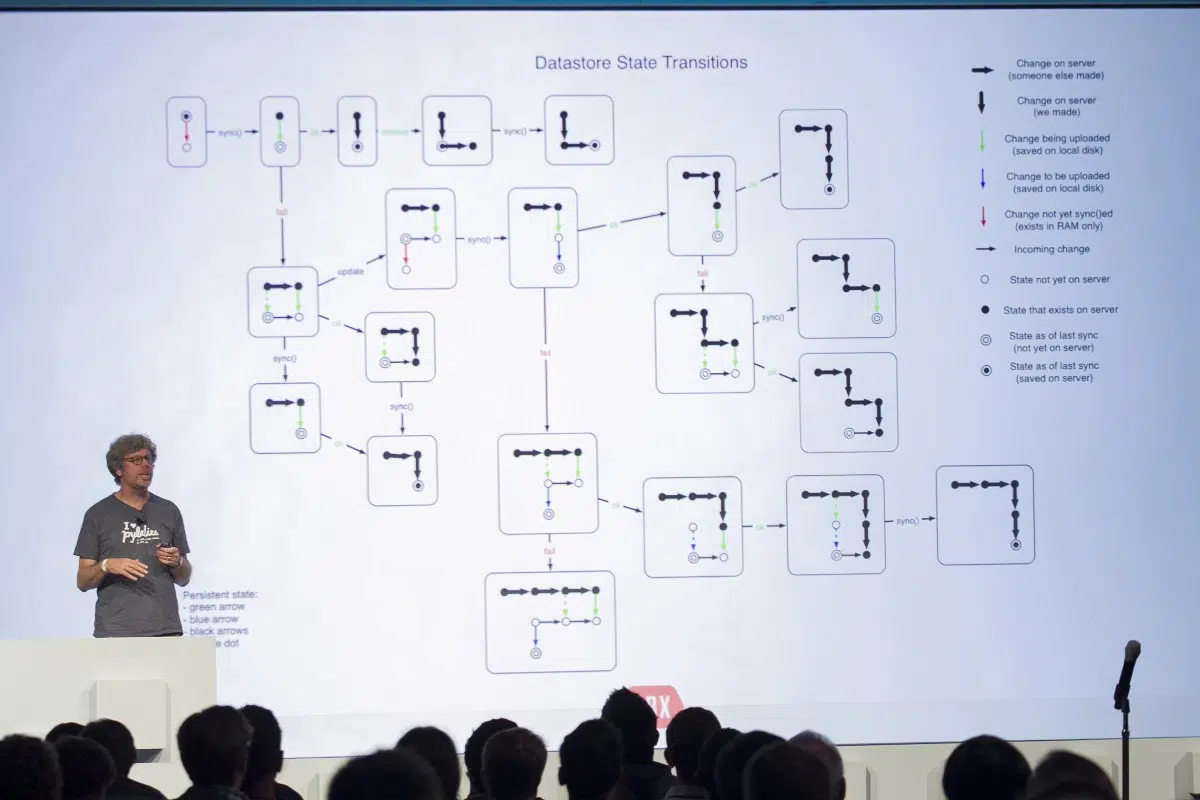 Datastore State Transitions
sync()
ok
sync()
fail
update
sync()
ok
ok
ok
sync()
sync()
ok
fail
sync()
ok
fail
ok
ok
sync()
fail
Change on server
(someone else made)
Change on server
(we made)
Change being uploaded
(saved on local disk)
Change to be uploaded
(saved on local disk)
Change not yet sync()ed
(exists in RAM only)
Incoming change
State not yet on server
State that exists on server
State as of last sync
(not yet on server)
State as of last sync
(saved on server)
I
Persistent state:
- green arrow
- blue arrow
- black arrows
e dot
BX